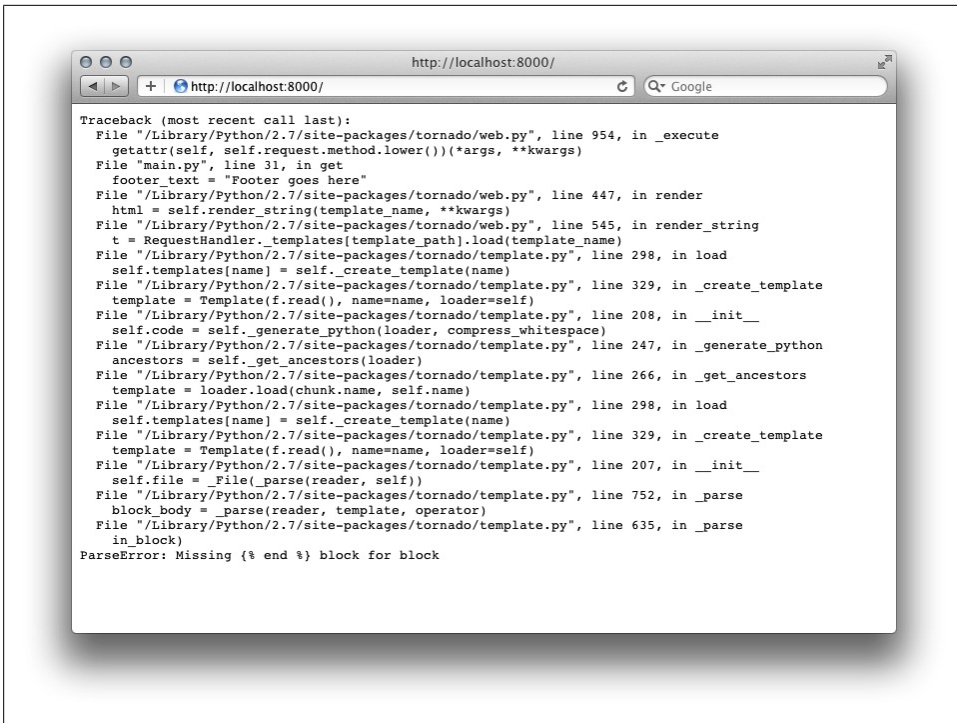 http://localhost:8000/
http://localhost:8000/
Google
Traceback (most recent call last):
  File "/Library/Python/2.7/site-packages/tornado/web.py", line 954, in _execute
    getattr(self, self.request.method.lower())(*args, **kwargs)
  File "main.py", line 31, in get
    footer_text = "Footer goes here"
  File "/Library/Python/2.7/site-packages/tornado/web.py", line 447, in render
    html = self.render_string(template_name, **kwargs)
  File "/Library/Python/2.7/site-packages/tornado/web.py", line 545, in render_string
    t = RequestHandler._templates[template_path].load(template_name)
  File "/Library/Python/2.7/site-packages/tornado/template.py", line 298, in load
    self.templates[name] = self._create_template(name)
  File "/Library/Python/2.7/site-packages/tornado/template.py", line 329, in _create_template
    template = Template(f.read(), name=name, loader=self)
  File "/Library/Python/2.7/site-packages/tornado/template.py", line 208, in __init__
    self.code = self._generate_python(loader, compress_whitespace)
  File "/Library/Python/2.7/site-packages/tornado/template.py", line 247, in _generate_python
    ancestors = self._get_ancestors(loader)
  File "/Library/Python/2.7/site-packages/tornado/template.py", line 266, in _get_ancestors
    template = loader.load(chunk.name, self.name)
  File "/Library/Python/2.7/site-packages/tornado/template.py", line 298, in load
    self.templates[name] = self._create_template(name)
  File "/Library/Python/2.7/site-packages/tornado/template.py", line 329, in _create_template
    template = Template(f.read(), name=name, loader=self)
  File "/Library/Python/2.7/site-packages/tornado/template.py", line 207, in __init__
    self.file = _File(_parse(reader, self))
  File "/Library/Python/2.7/site-packages/tornado/template.py", line 752, in _parse
    block_body = _parse(reader, template, operator)
  File "/Library/Python/2.7/site-packages/tornado/template.py", line 635, in _parse
    in_block)
ParseError: Missing {% end %} block for block